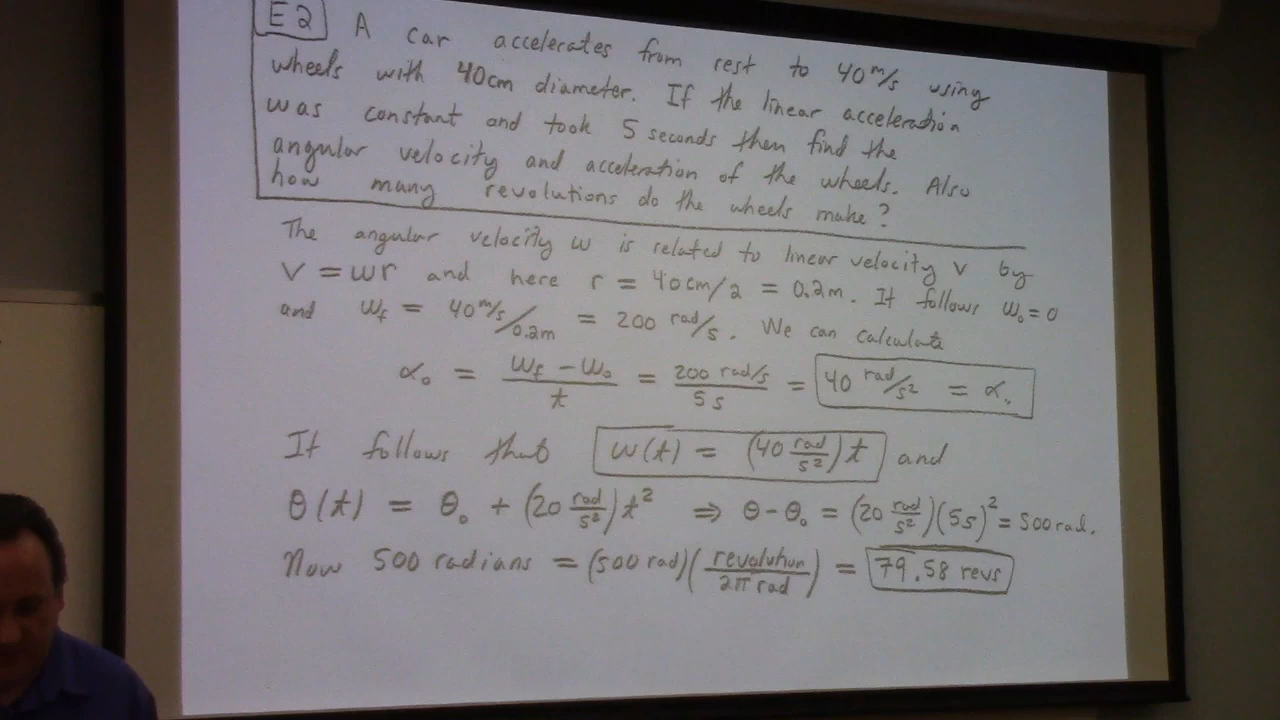 E2 A car accelerates from rest to 40 m/s using
wheels with 40cm diameter. If the linear acceleration
was constant and took 5 seconds then find the
angular velocity and acceleration of the wheels. Also
how many revolutions do the wheels make?
The angular velocity ω is related to linear velocity v by
V = ωr and here r = 40cm/2 = 0.2m. It follows ω₀ = 0
and ω_f = 40 m/s / 0.2m = 200 rad/s. We can calculate
α₀ = (ω_f − ω₀)/t = (200 rad/s)/(5s) = 40 rad/s² = α₀
It follows that ω(t) = (40 rad/s²)t and
θ(t) = θ₀ + (20 rad/s²)t² ⇒ θ − θ₀ = (20 rad/s²)(5s)² = 500 rad.
Now 500 radians = (500 rad)(revolution/2π rad) = 79.58 revs